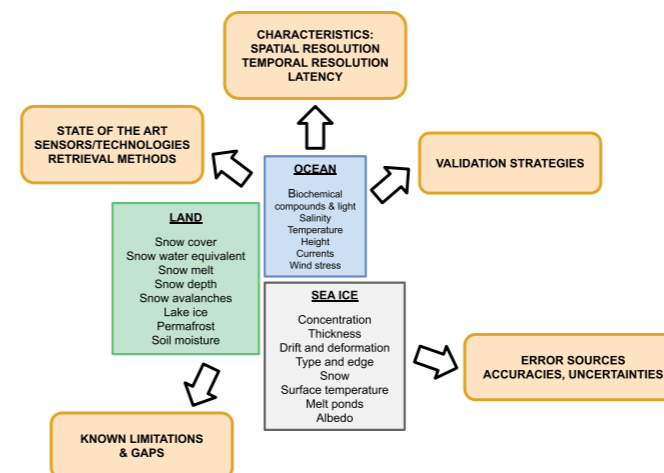 CHARACTERISTICS:
SPATIAL RESOLUTION
TEMPORAL RESOLUTION
LATENCY
STATE OF THE ART
SENSORS/TECHNOLOGIES
RETRIEVAL METHODS
VALIDATION STRATEGIES
OCEAN
Biochemical
compounds & light
Salinity
Temperature
Height
Currents
Wind stress
LAND
Snow cover
Snow water equivalent
Snow melt
Snow depth
Snow avalanches
Lake ice
Permafrost
Soil moisture
SEA ICE
Concentration
Thickness
Drift and deformation
Type and edge
Snow
Surface temperature
Melt ponds
Albedo
ERROR SOURCES
ACCURACIES, UNCERTAINTIES
KNOWN LIMITATIONS
& GAPS